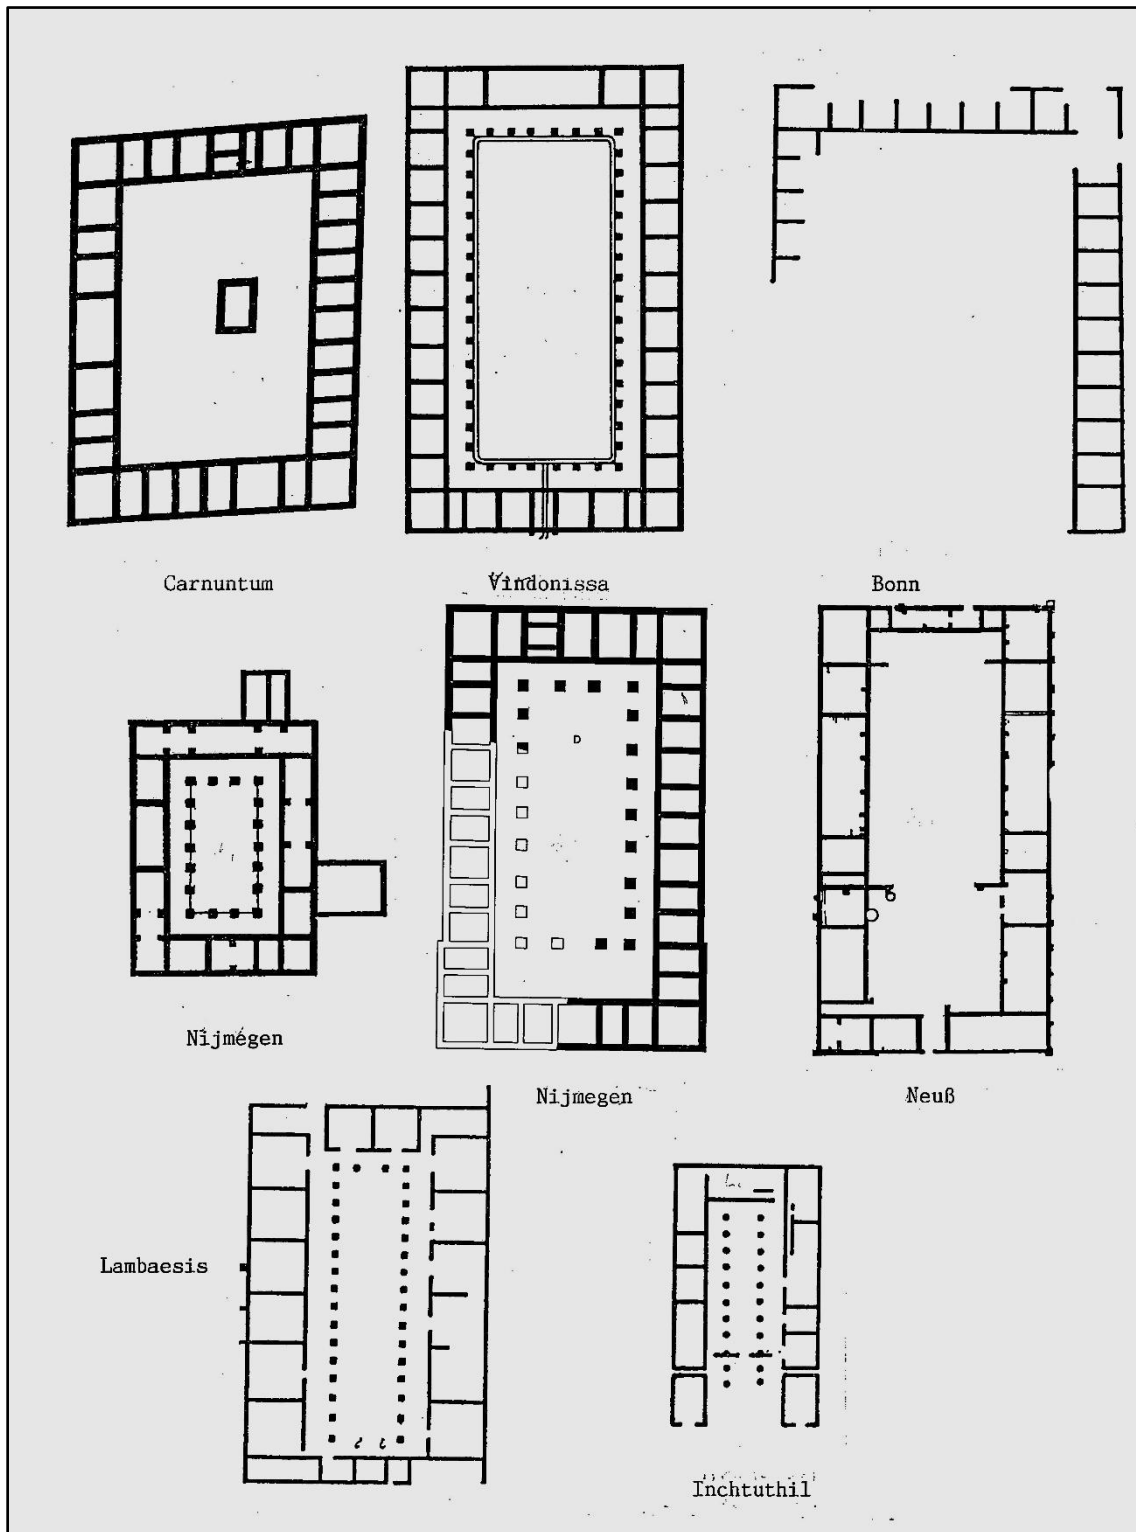 Carnuntum
Vindonissa
Bonn
Nijmegen
Nijmegen
Neuß
Lambaesis
Inchtuthil